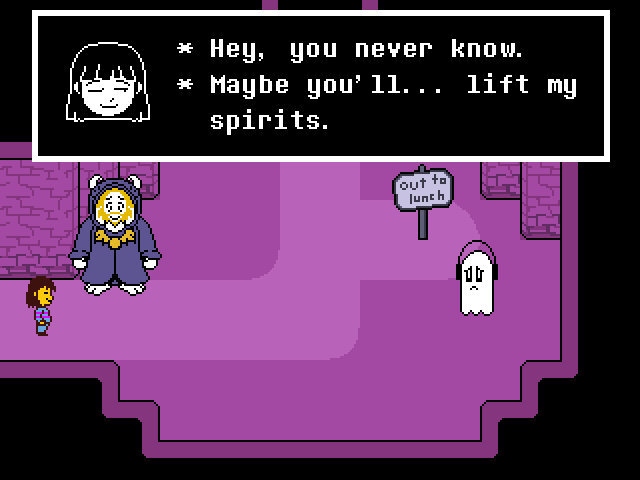 * Hey, you never know.
* Maybe you'll... lift my
spirits.
out to
lunch